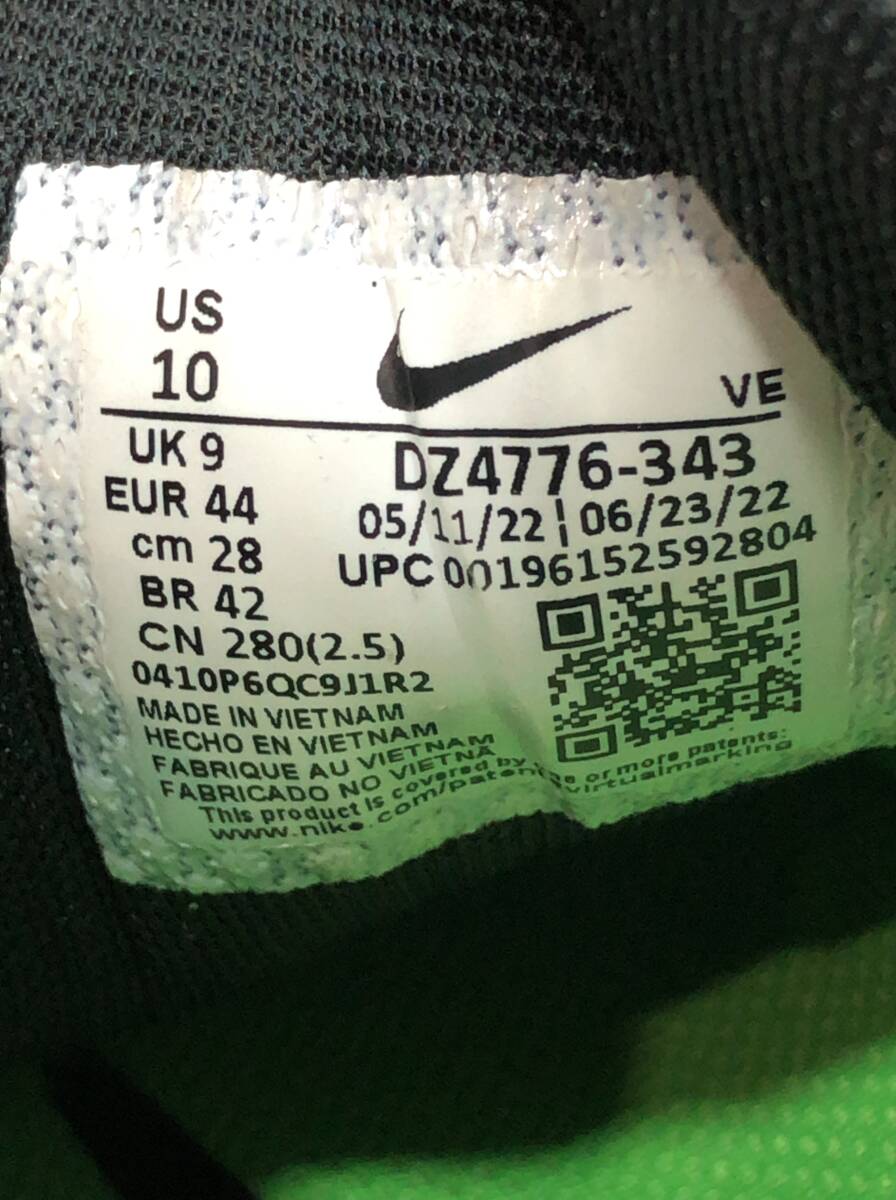 US
10
VE
UK 9
EUR 44
cm 28
BR 42
CN 280(2.5)
DZ4776-343
05/11/22 | 06/23/22
UPC 00196152592804
0410P6QC9J1R2
MADE IN VIETNAM
HECHO EN VIETNAM
FABRIQUE AU VIETNAM
FABRICADO NO VIETNÃ
This product is covered by or more patents:
www.nike.com/ virtualmarking